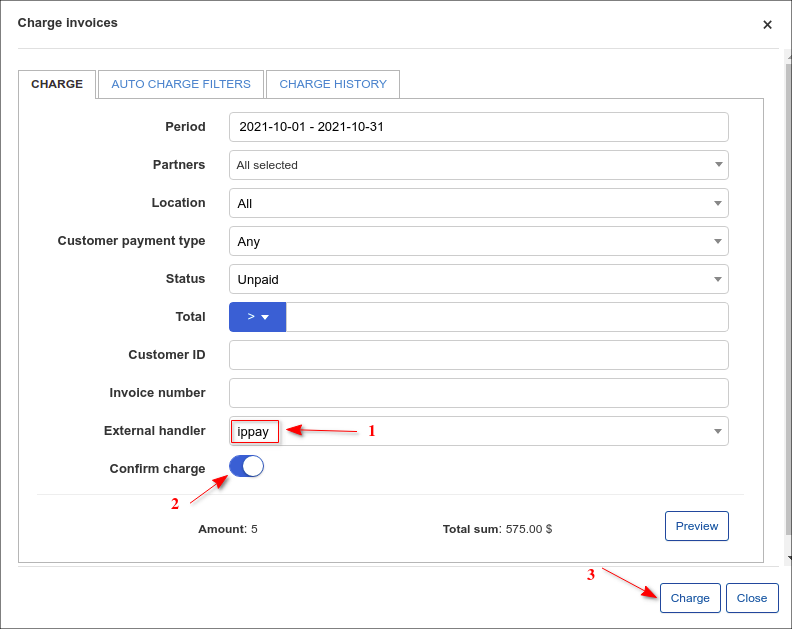 Charge invoices ×
CHARGE AUTO CHARGE FILTERS CHARGE HISTORY
Period 2021-10-01 - 2021-10-31
Partners All selected
Location All
Customer payment type Any
Status Unpaid
Total >
Customer ID
Invoice number
External handler ippay 1
Confirm charge
2
Amount: 5 Total sum: 575.00 $ Preview
3
Charge Close